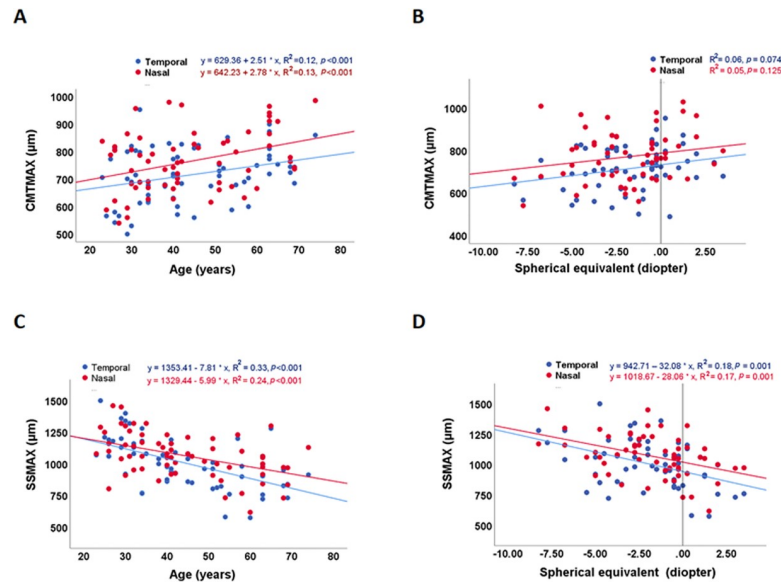 A
Temporal y = 629.36 + 2.51 * x, R² = 0.12, p <0.001
Nasal y = 642.23 + 2.78 * x, R² =0.13, p <0.001
CMTMAX (µm)
1000
900
800
700
600
500
20 30 40 50 60 70 80
Age (years)
B
Temporal R² = 0.06, p = 0.074
Nasal R² = 0.05, p = 0.125
CMTMAX (µm)
1000
800
600
400
-10.00 -7.50 -5.00 -2.50 .00 2.50
Spherical equivalent (diopter)
C
Temporal y = 1353.41 - 7.81 * x, R² = 0.33, p<0.001
Nasal y = 1329.44 - 5.99 * x, R² = 0.24, p<0.001
SSMAX (µm)
1500
1250
1000
750
500
20 30 40 50 60 70 80
Age (years)
D
Temporal y = 942.71 – 32.08 * x, R² = 0.18, p = 0.001
Nasal y = 1018.67 - 28.06 * x, R² = 0.17, p = 0.001
SSMAX (µm)
1500
1250
1000
750
500
-10.00 -7.50 -5.00 -2.50 .00 2.50
Spherical equivalent (diopter)